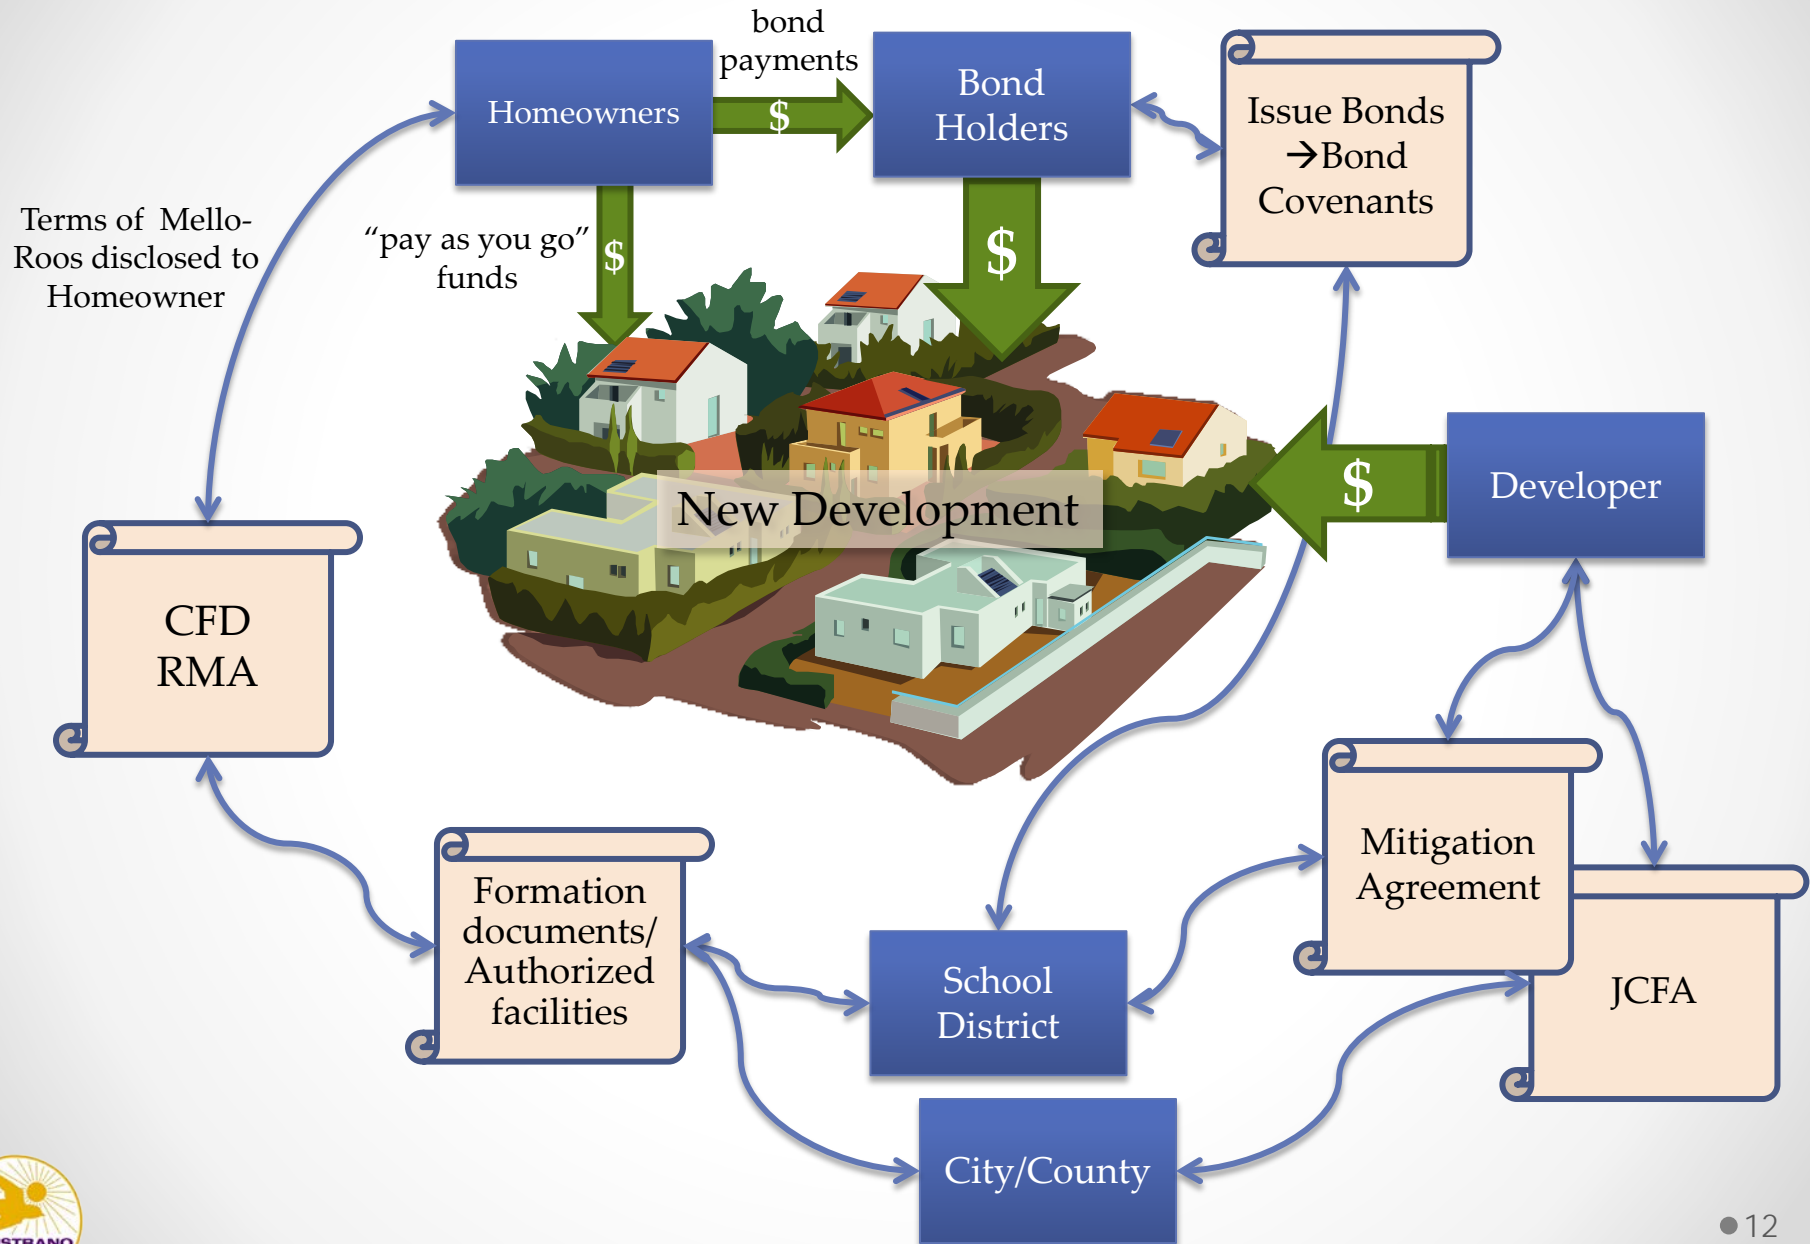 bond
payments
Homeowners
$
Bond
Holders
Issue Bonds
→Bond
Covenants
Terms of Mello-
Roos disclosed to
Homeowner
“pay as you go”
funds
$
$
New Development
$
Developer
CFD
RMA
Mitigation
Agreement
Formation
documents/
Authorized
facilities
School
District
JCFA
City/County
12